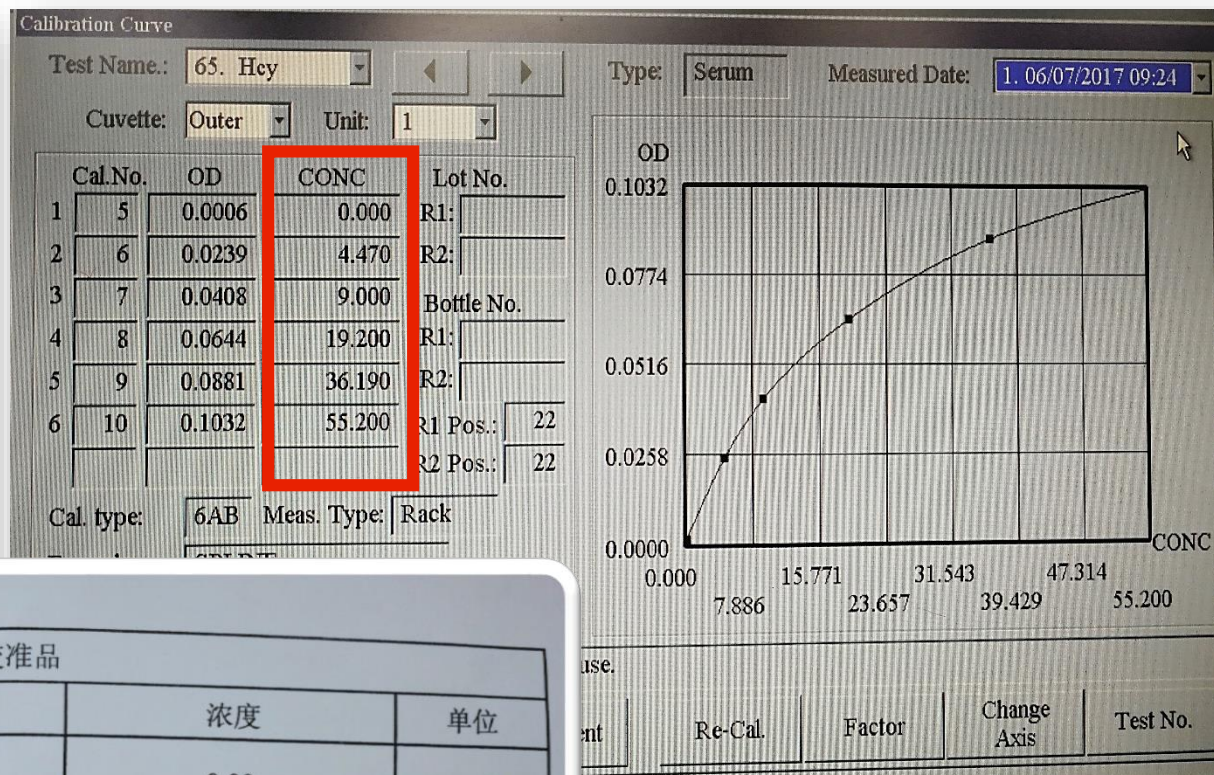 Calibration Curve
Test Name.: 65. Hcy Type: Serum Measured Date: 1. 06/07/2017 09:24
Cuvette: Outer Unit: 1
Cal.No. OD CONC Lot No.
1 5 0.0006 0.000 R1:
2 6 0.0239 4.470 R2:
3 7 0.0408 9.000 Bottle No.
4 8 0.0644 19.200 R1:
5 9 0.0881 36.190 R2:
6 10 0.1032 55.200 R1 Pos.: 22
R2 Pos.: 22
Cal. type: 6AB Meas. Type: Rack
OD
0.1032
0.0774
0.0516
0.0258
0.0000
CONC
0.000 15.771 31.543 47.314
7.886 23.657 39.429 55.200
use.
Re-Cal. Factor Change Axis Test No.
准品
浓度 单位